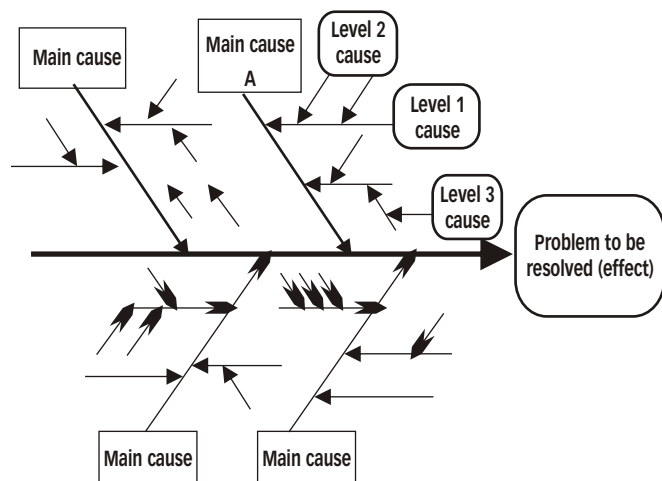 Main cause
Main cause
A
Level 2
cause
Level 1
cause
Level 3
cause
Problem to be
resolved (effect)
Main cause
Main cause